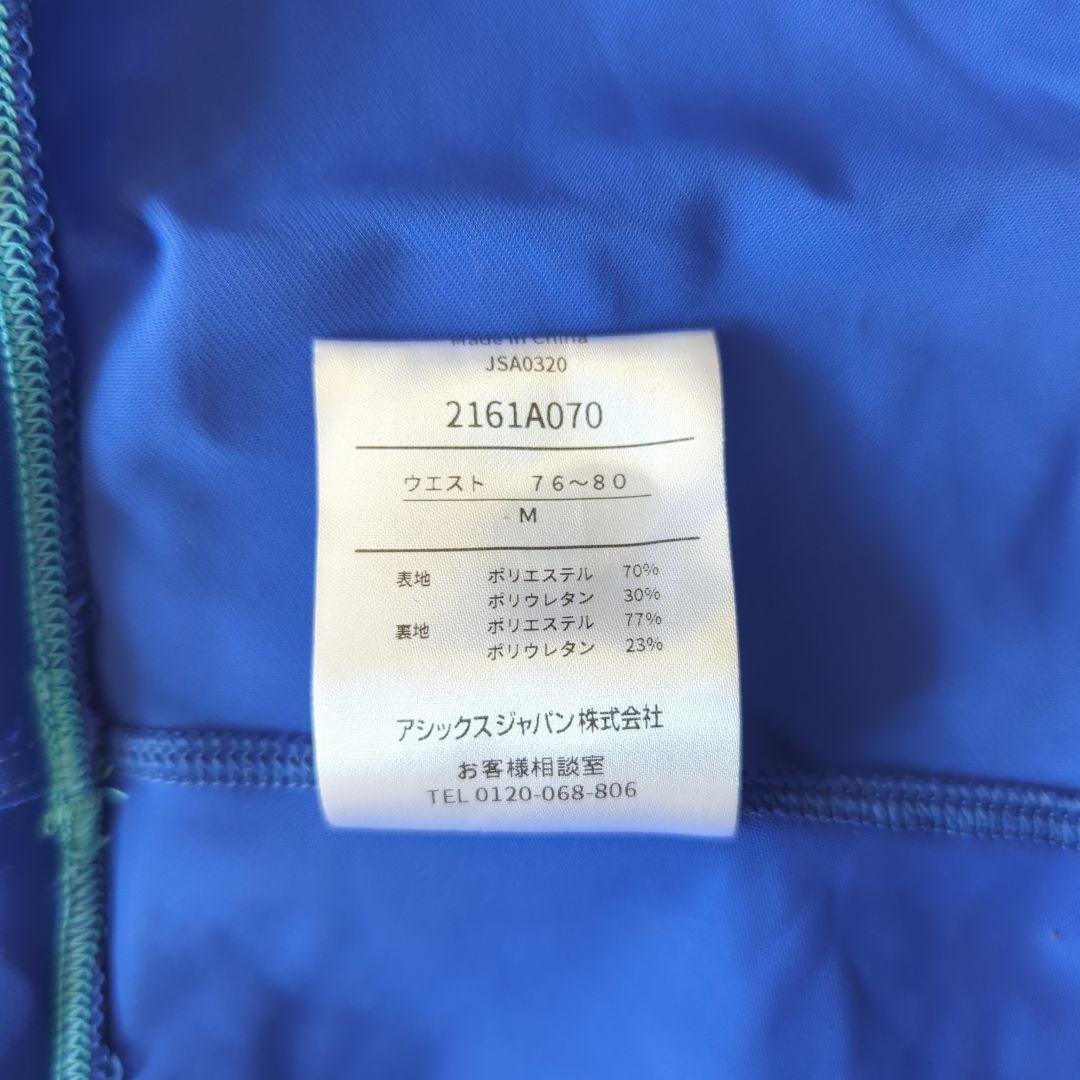 Made in China
JSA0320
2161A070
ウエスト 76～80
M
表地 ポリエステル 70%
ポリウレタン 30%
裏地 ポリエステル 77%
ポリウレタン 23%
アシックスジャパン株式会社
お客様相談室
TEL 0120-068-806